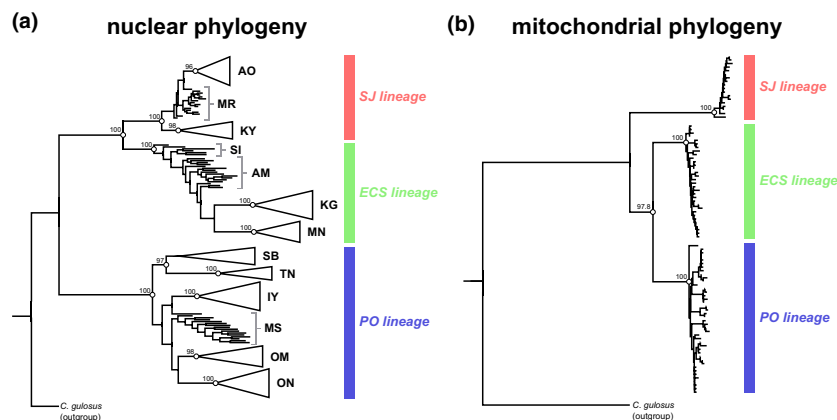 (a)
nuclear phylogeny
96
AO
MR
100
98
KY
100
SJ lineage
100
SI
AM
100
KG
100
MN
ECS lineage
SB
97
100
TN
100
IY
MS
98
OM
100
ON
PO lineage
C. gulosus
(outgroup)
(b)
mitochondrial phylogeny
100
SJ lineage
100
ECS lineage
97.8
100
PO lineage
C. gulosus
(outgroup)